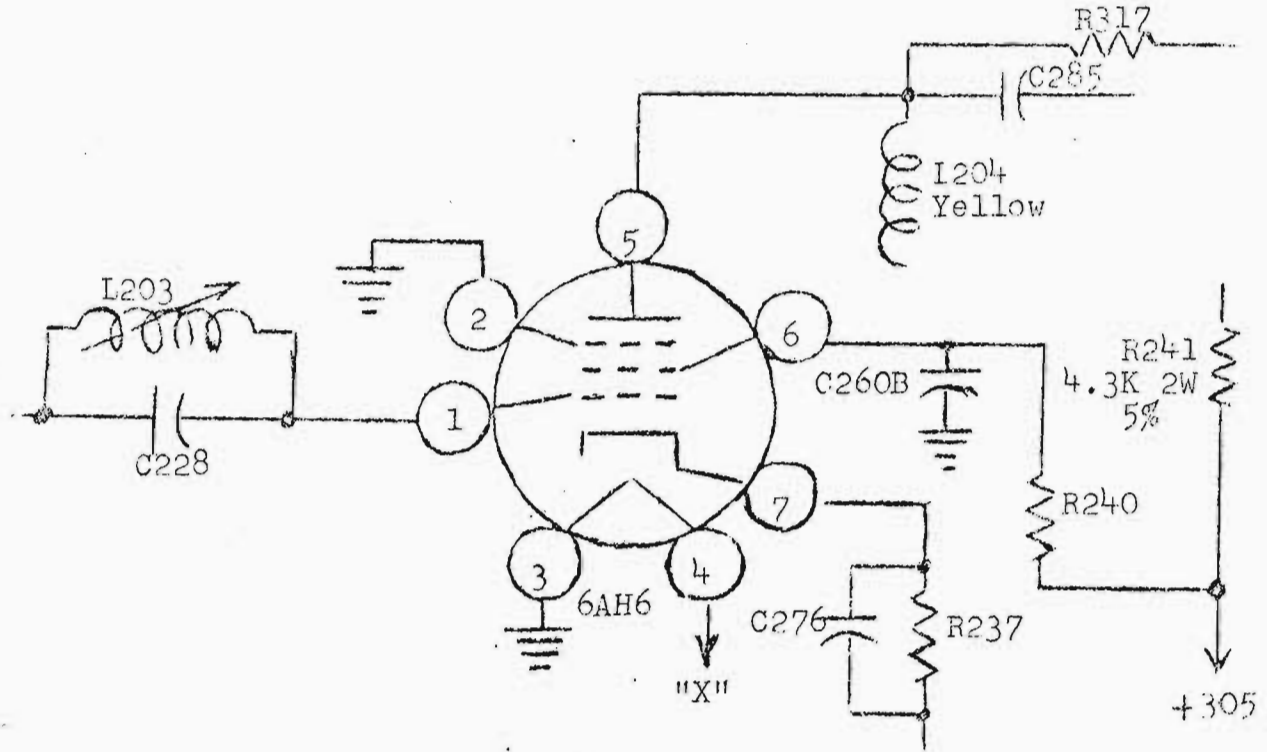 R317
C285
I204
Yellow
5
L203
2
6
R241
4.3K 2W
5%
C260B
1
C228
7
R240
3
4
6AH6
C276
R237
"X"
+305